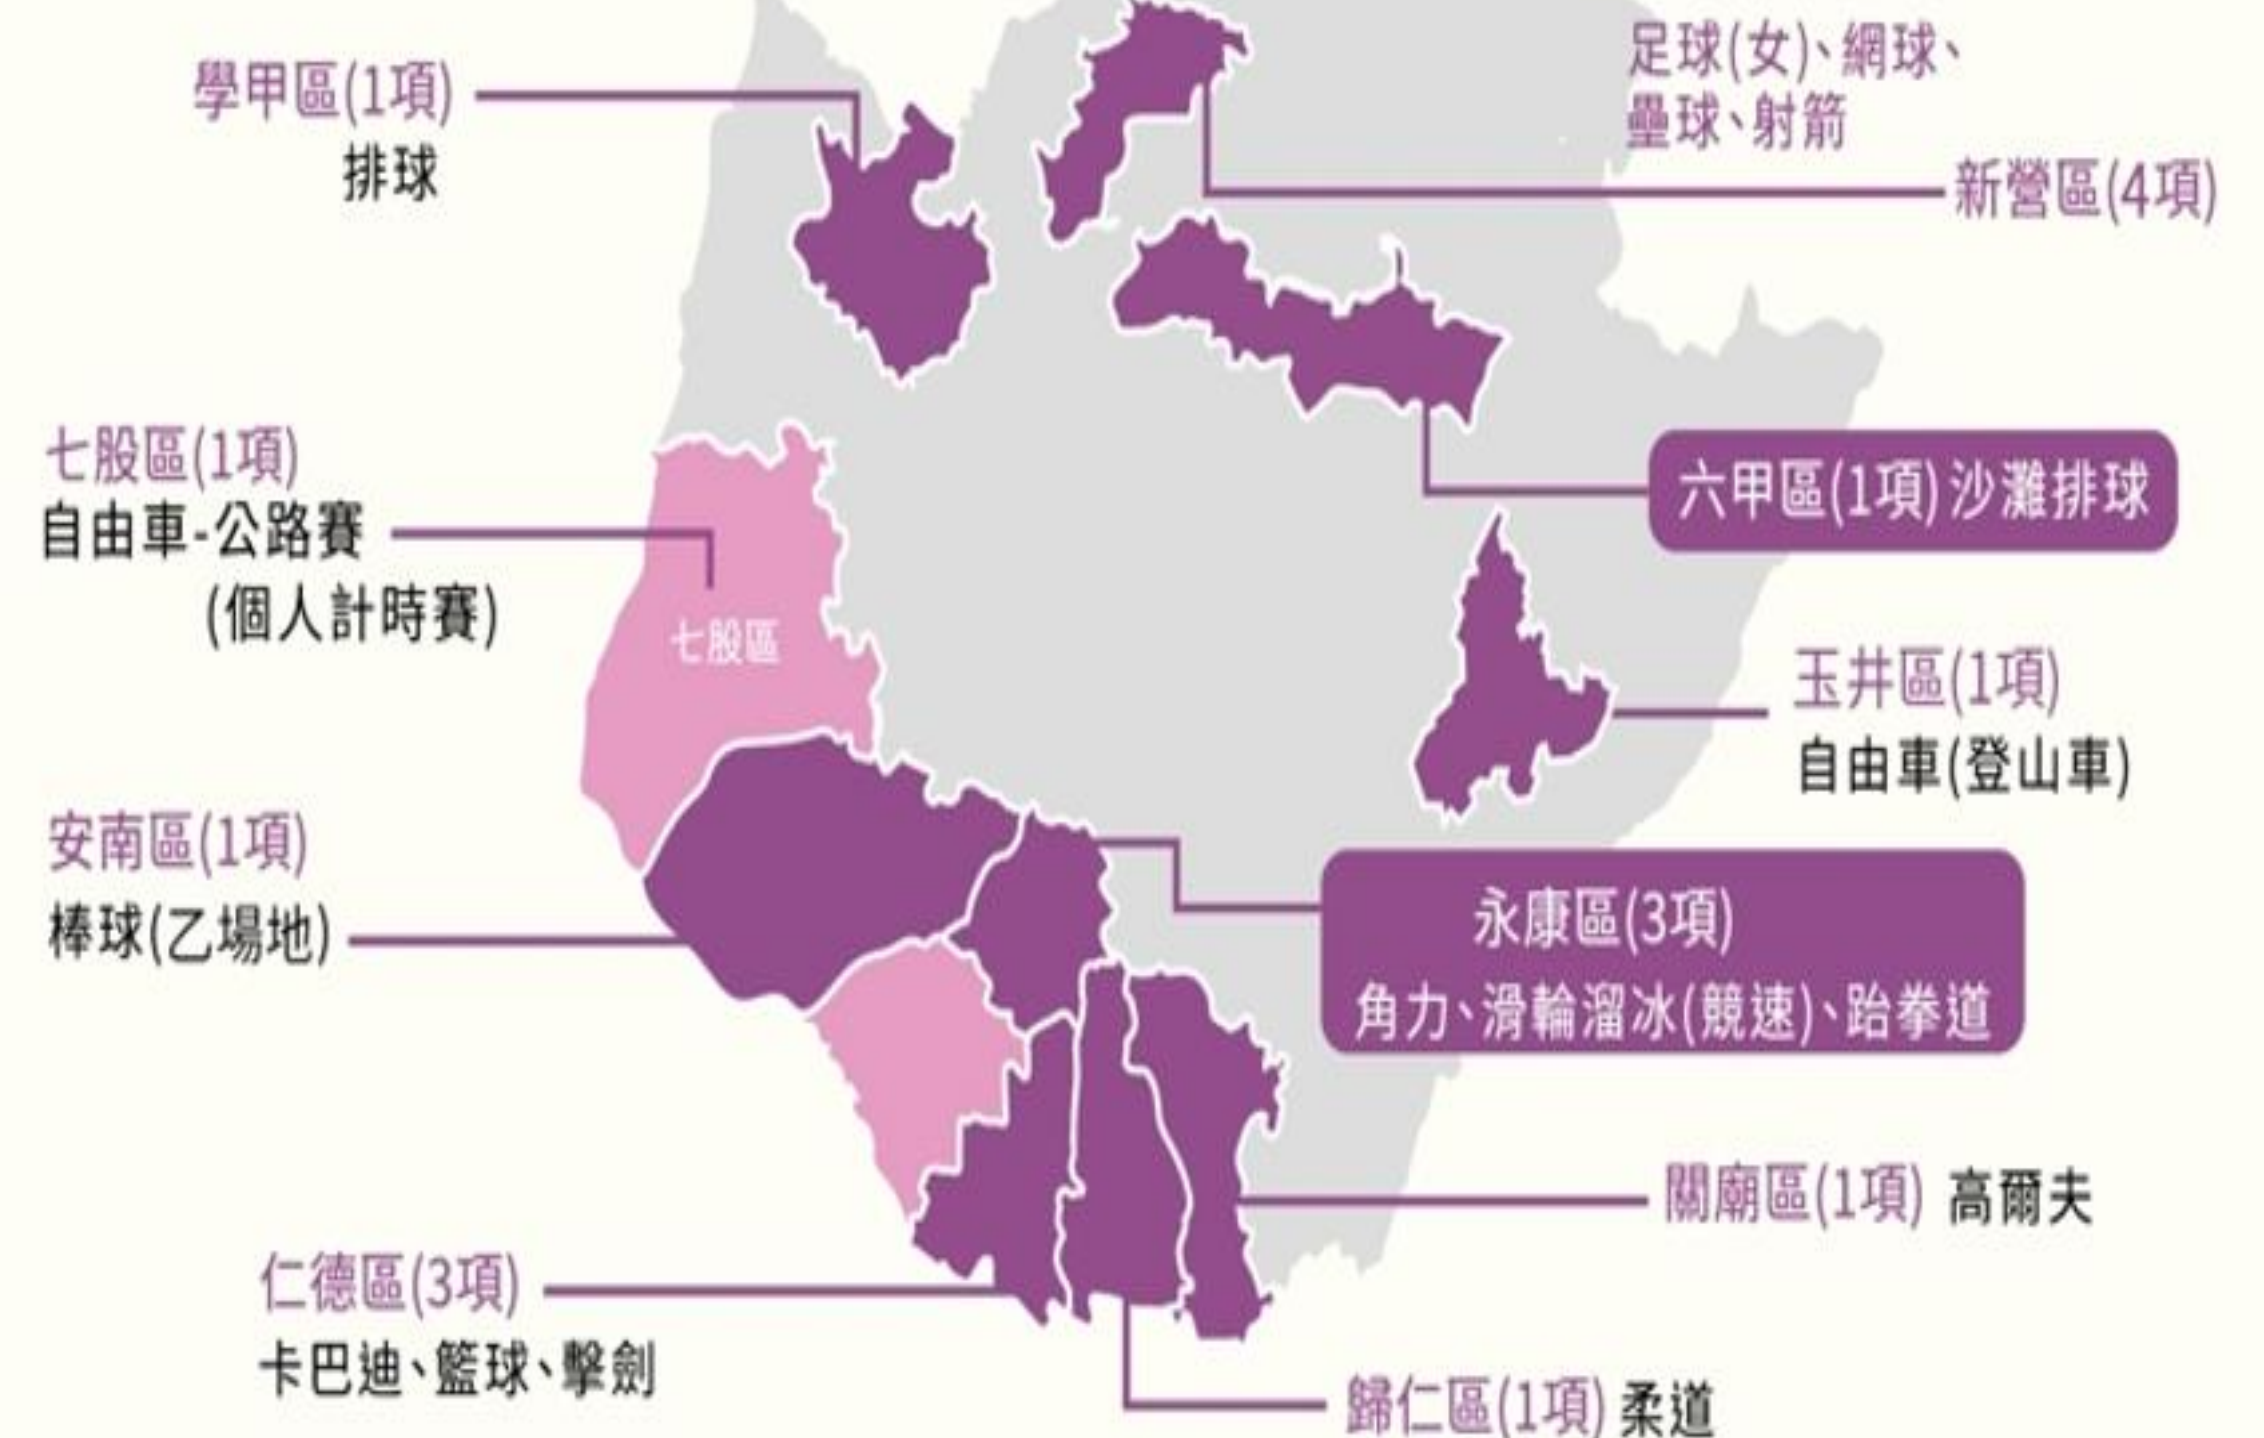 足球(女)、網球、
壘球、射箭
新營區(4項)
學甲區(1項)
排球
七股區(1項)
自由車-公路賽
(個人計時賽)
七股區
六甲區(1項)沙灘排球
玉井區(1項)
自由車(登山車)
安南區(1項)
棒球(乙場地)
永康區(3項)
角力、滑輪溜冰(競速)、跆拳道
關廟區(1項) 高爾夫
仁德區(3項)
卡巴迪、籃球、擊劍
歸仁區(1項) 柔道